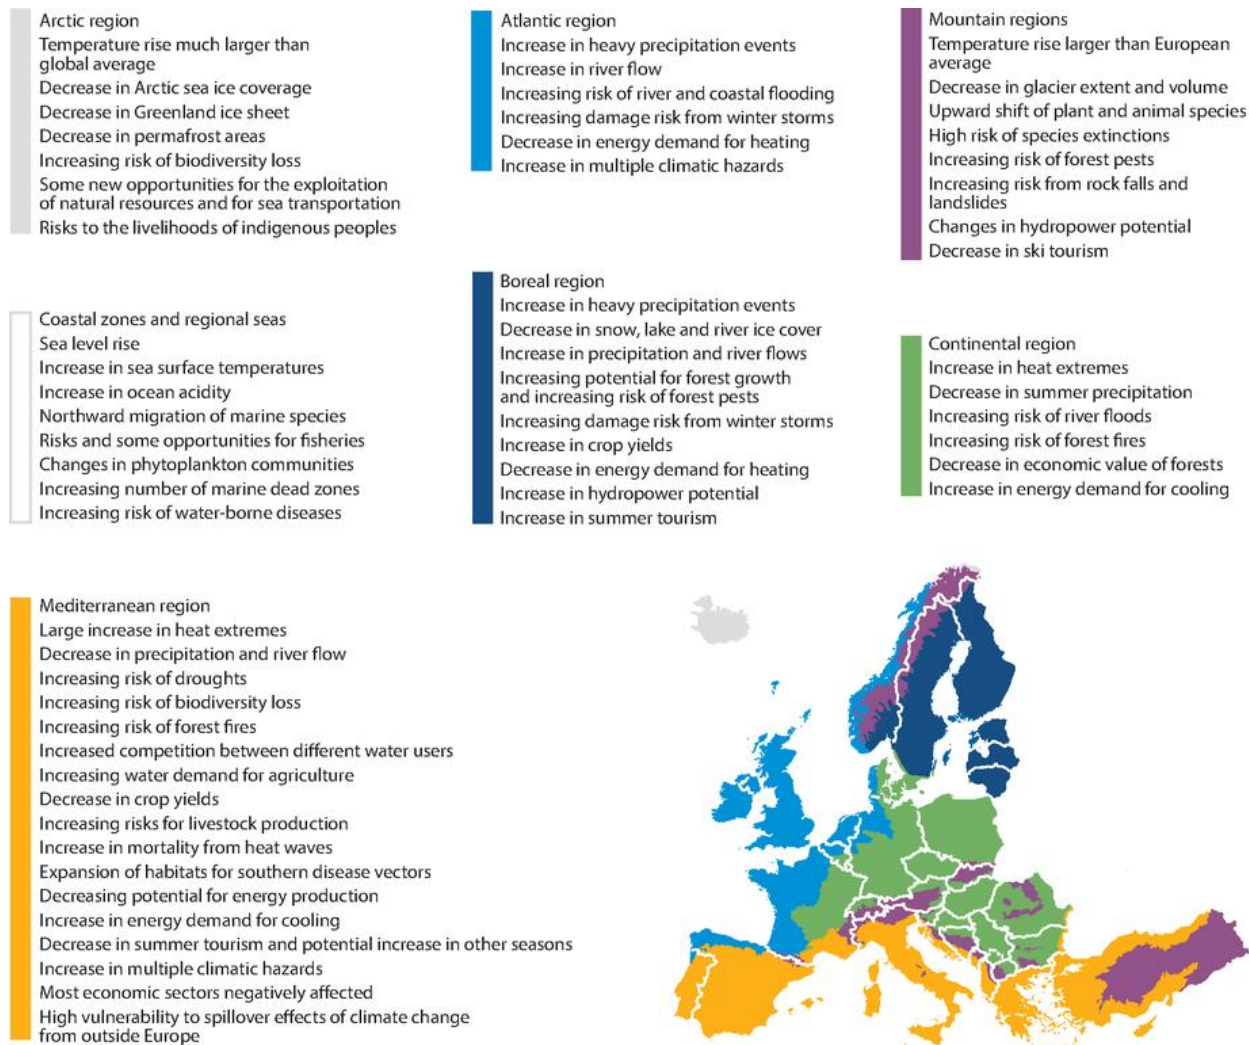 Arctic region
Temperature rise much larger than
global average
Decrease in Arctic sea ice coverage
Decrease in Greenland ice sheet
Decrease in permafrost areas
Increasing risk of biodiversity loss
Some new opportunities for the exploitation
of natural resources and for sea transportation
Risks to the livelihoods of indigenous peoples
Atlantic region
Increase in heavy precipitation events
Increase in river flow
Increasing risk of river and coastal flooding
Increasing damage risk from winter storms
Decrease in energy demand for heating
Increase in multiple climatic hazards
Mountain regions
Temperature rise larger than European
average
Decrease in glacier extent and volume
Upward shift of plant and animal species
High risk of species extinctions
Increasing risk of forest pests
Increasing risk from rock falls and
landslides
Changes in hydropower potential
Decrease in ski tourism
Coastal zones and regional seas
Sea level rise
Increase in sea surface temperatures
Increase in ocean acidity
Northward migration of marine species
Risks and some opportunities for fisheries
Changes in phytoplankton communities
Increasing number of marine dead zones
Increasing risk of water-borne diseases
Boreal region
Increase in heavy precipitation events
Decrease in snow, lake and river ice cover
Increase in precipitation and river flows
Increasing potential for forest growth
and increasing risk of forest pests
Increasing damage risk from winter storms
Increase in crop yields
Decrease in energy demand for heating
Increase in hydropower potential
Increase in summer tourism
Continental region
Increase in heat extremes
Decrease in summer precipitation
Increasing risk of river floods
Increasing risk of forest fires
Decrease in economic value of forests
Increase in energy demand for cooling
Mediterranean region
Large increase in heat extremes
Decrease in precipitation and river flow
Increasing risk of droughts
Increasing risk of biodiversity loss
Increasing risk of forest fires
Increased competition between different water users
Increasing water demand for agriculture
Decrease in crop yields
Increasing risks for livestock production
Increase in mortality from heat waves
Expansion of habitats for southern disease vectors
Decreasing potential for energy production
Increase in energy demand for cooling
Decrease in summer tourism and potential increase in other seasons
Increase in multiple climatic hazards
Most economic sectors negatively affected
High vulnerability to spillover effects of climate change
from outside Europe